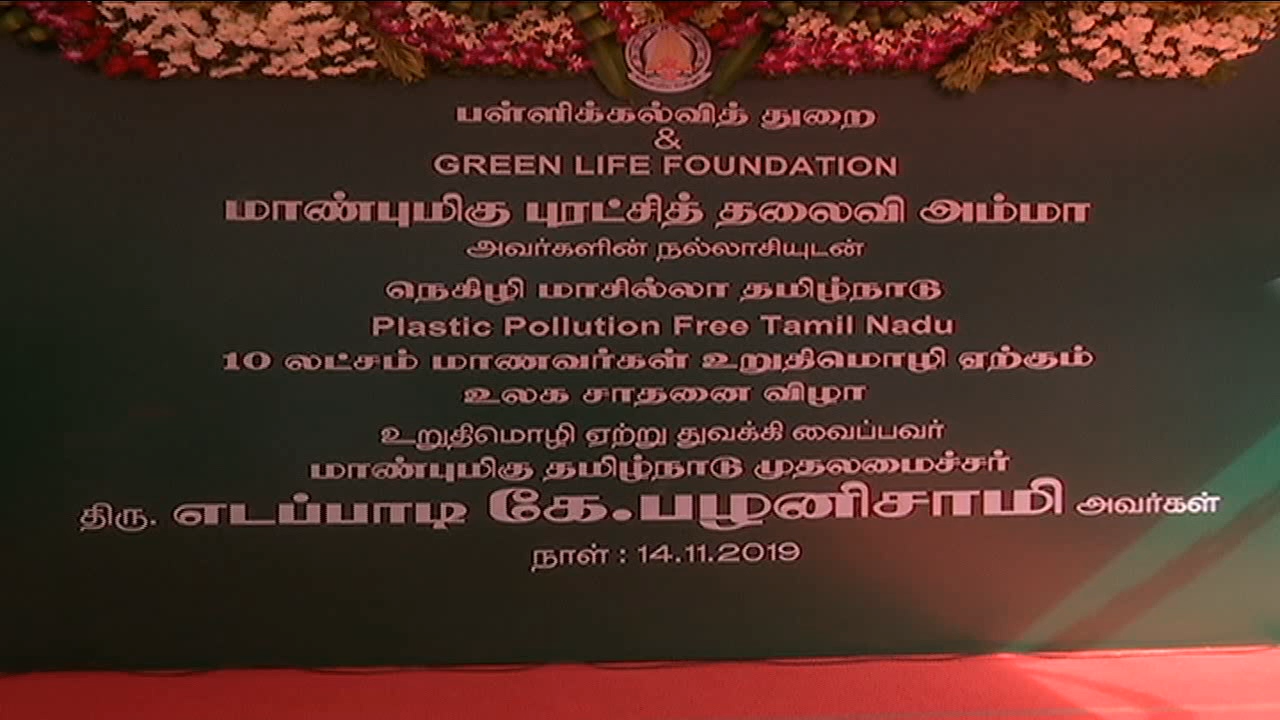 பள்ளிக்கல்வித் துறை
&
GREEN LIFE FOUNDATION
மாண்புமிகு புரட்சித் தலைவி அம்மா
அவர்களின் நல்லாசியுடன்
நெகிழி மாசில்லா தமிழ்நாடு
Plastic Pollution Free Tamil Nadu
10 லட்சம் மாணவர்கள் உறுதிமொழி ஏற்கும்
உலக சாதனை விழா
உறுதிமொழி ஏற்று துவக்கி வைப்பவர்
மாண்புமிகு தமிழ்நாடு முதலமைச்சர்
திரு. எடப்பாடி கே.பழனிசாமி அவர்கள்
நாள் : 14.11.2019